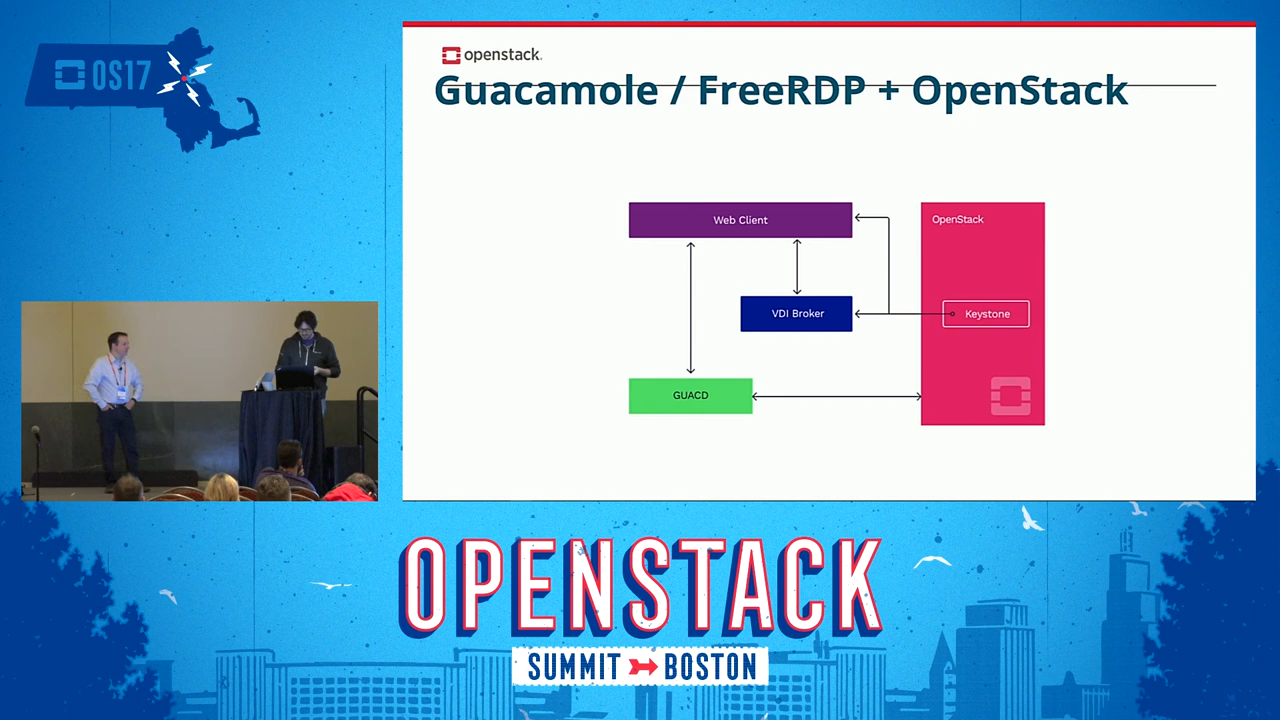 OS17
openstack.
Guacamole / FreeRDP + OpenStack
Web Client
OpenStack
VDI Broker
Keystone
GUACD
OPENSTACK
SUMMIT BOSTON